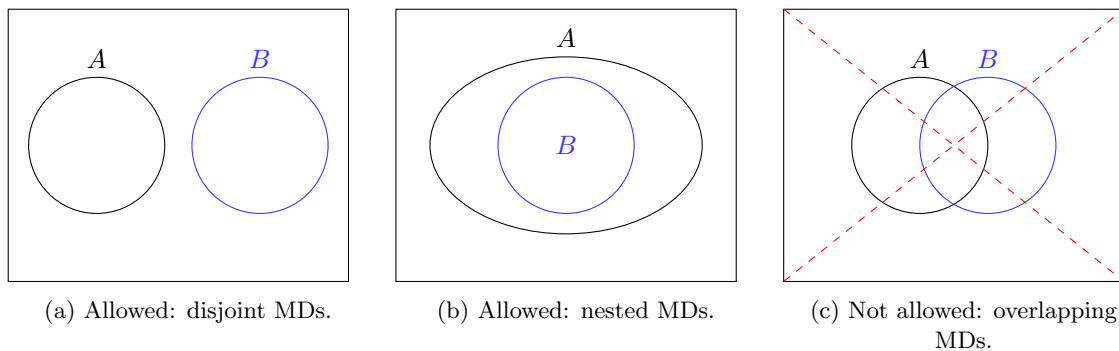 A
B
A
B
A
B
(a) Allowed: disjoint MDs.
(b) Allowed: nested MDs.
(c) Not allowed: overlapping
MDs.